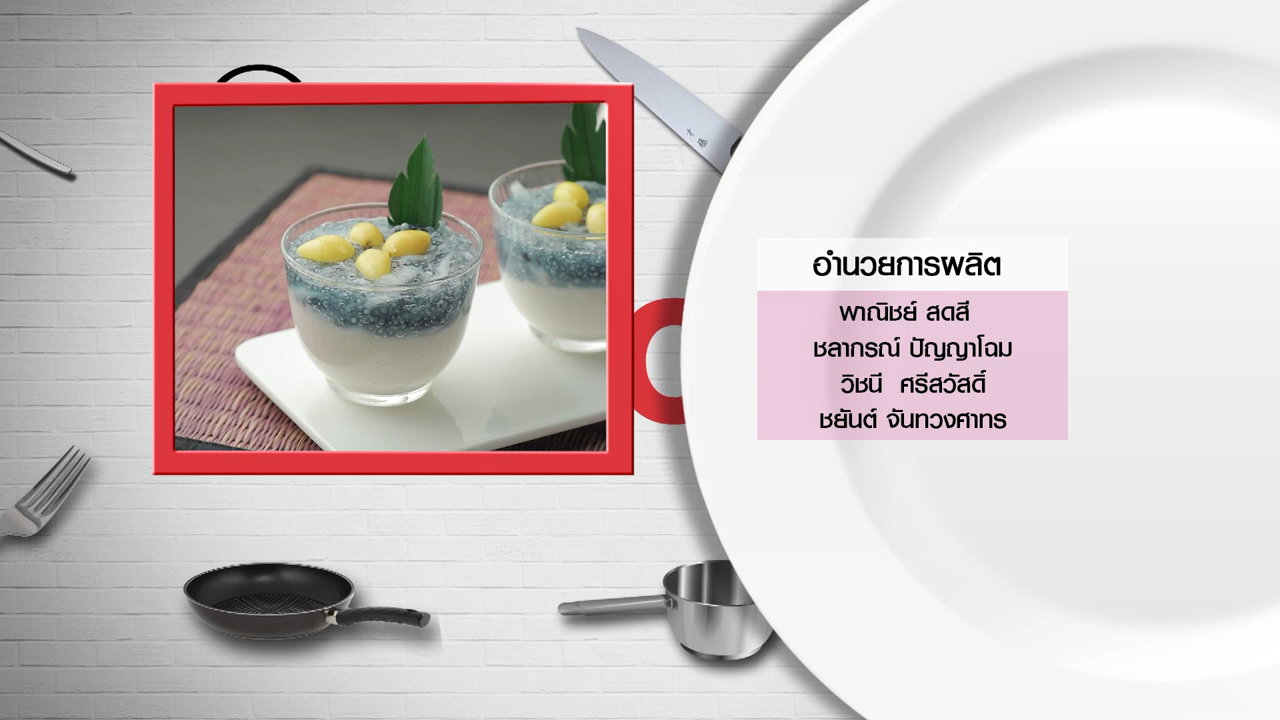 อำนวยการผลิต
พาณิชย์ สดสี
ชลากรณ์ ปัญญาโฉม
วิชนี ศรีสวัสดิ์
ชยันต์ จันทวงศาทร